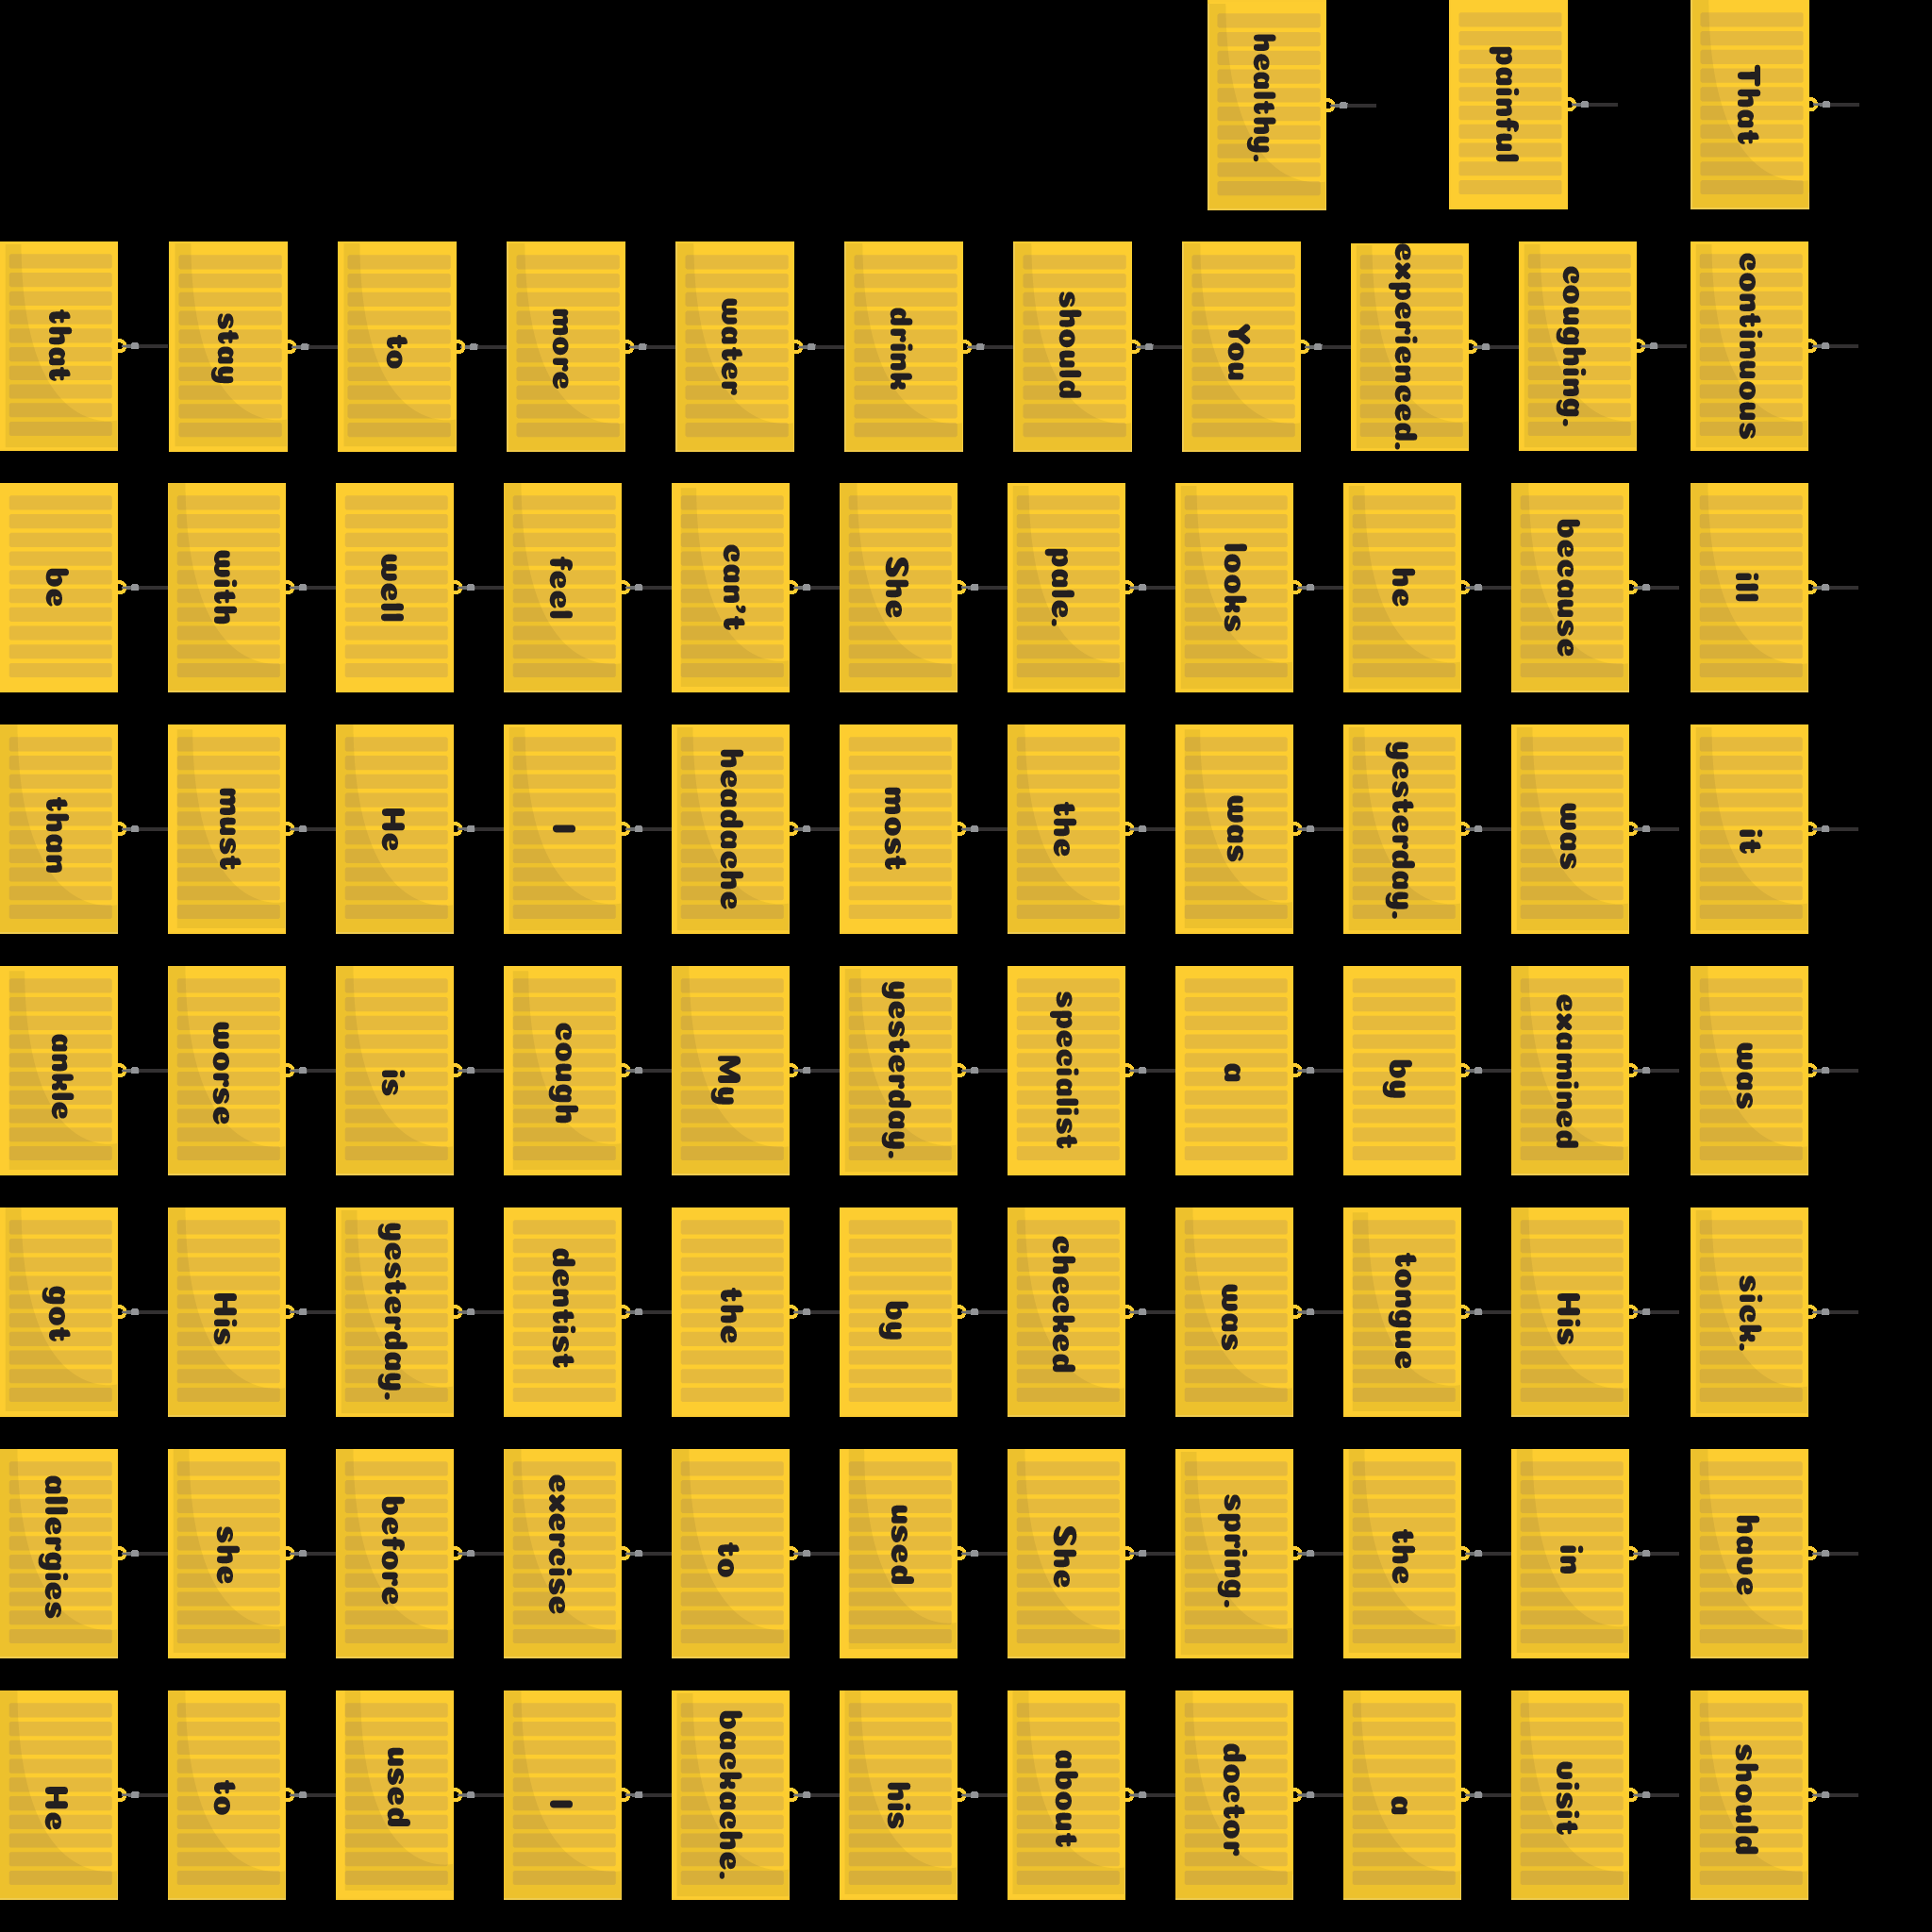 That continuous ill it was sick. have should
painful coughing. because was examined His in visit
healthy. experienced. he yesterday. by tongue the a
You looks was a was spring. doctor
should pale. the specialist checked She about
drink She most yesterday. by used his
water can't headache My the to backache.
more feel I cough dentist exercise I
to well He is yesterday. before used
stay with must worse His she to
that be than ankle got allergies He